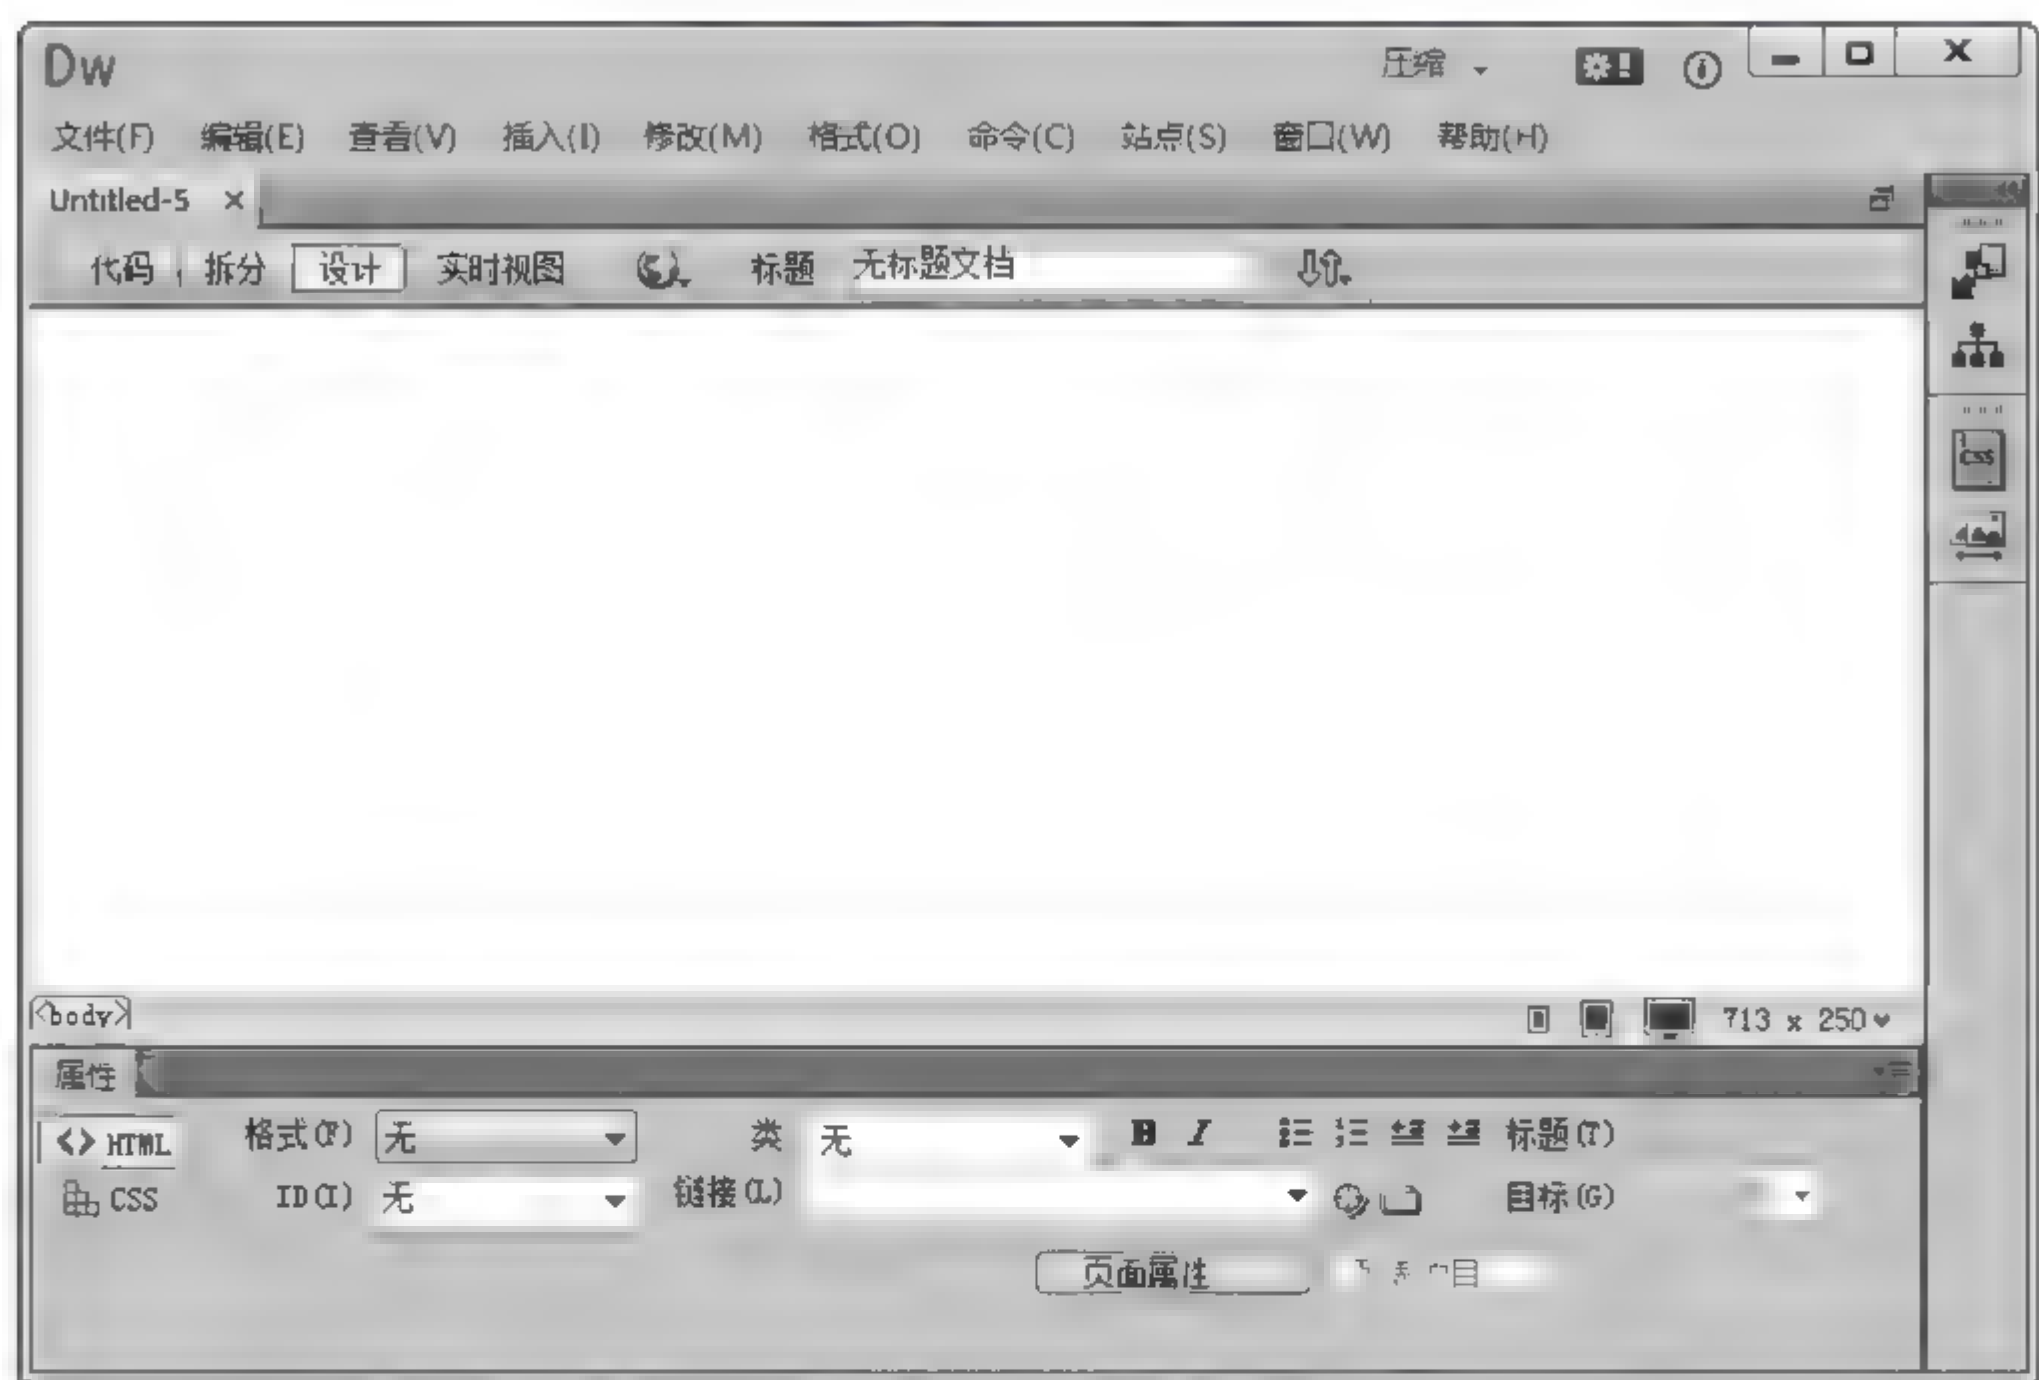 Dw 压缩
文件(F) 编辑(E) 查看(V) 插入(I) 修改(M) 格式(O) 命令(C) 站点(S) 窗口(W) 帮助(H)
Untitled-5 ×
代码 拆分 设计 实时视图 标题 无标题文档
CSS
<body> 713 x 250
属性
<> HTML 格式(F) 无 类 无 B I 标题(T)
CSS ID(I) 无 链接(L) 目标(G)
页面属性